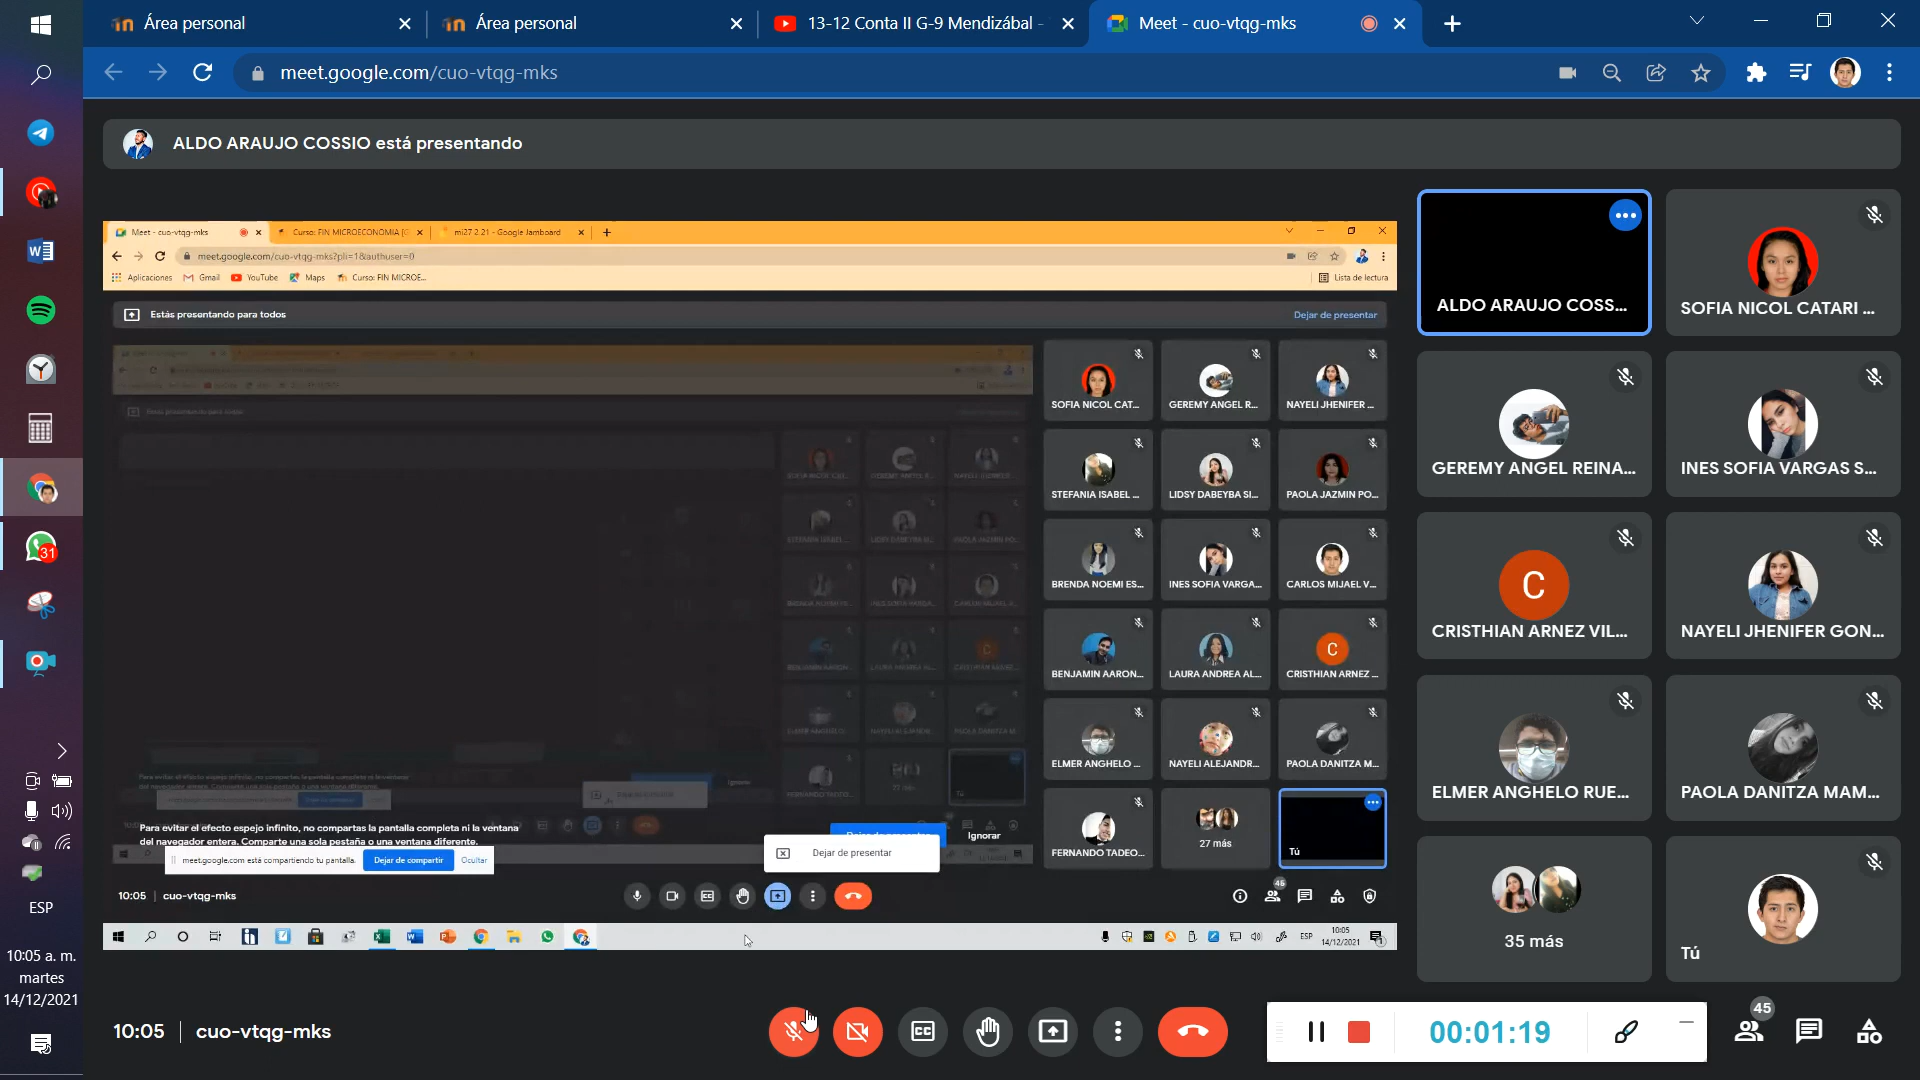 Área personal
Área personal
13-12 Conta II G-9 Mendizábal -
Meet - cuo-vtqg-mks
meet.google.com/cuo-vtqg-mks
ALDO ARAUJO COSSIO está presentando
Meet - cuo-vtqg-mks
Curso: FIN MICROECONOMIA [G
mi27 2.21 - Google Jamboard
meet.google.com/cuo-vtqg-mks?pli=1&authuser=0
Aplicaciones
Gmail
YouTube
Maps
Curso: FIN MICROE...
Lista de lectura
Estás presentando para todos
Dejar de presentar
SOFIA NICOL CAT...
GEREMY ANGEL R...
NAYELI JHENIFER ...
STEFANIA ISABEL ...
LIDSY DABEYBA SI...
PAOLA JAZMIN PO...
BRENDA NOEMI ES...
INES SOFIA VARGA...
CARLOS MIJAEL V...
BENJAMIN AARON...
LAURA ANDREA AL...
C
CRISTHIAN ARNEZ ...
ELMER ANGHELO ...
NAYELI ALEJANDR...
PAOLA DANITZA M...
FERNANDO TADEO...
27 más
Tú
Para evitar el efecto espejo infinito, no compartas la pantalla completa ni la ventana
del navegador entera. Comparte una sola pestaña o una ventana diferente.
Ignorar
Dejar de presentar
meet.google.com está compartiendo tu pantalla.
Dejar de compartir
Ocultar
10:05
cuo-vtqg-mks
45
ESP
10:05
14/12/2021
1
ALDO ARAUJO COSS...
SOFIA NICOL CATARI ...
GEREMY ANGEL REINA...
INES SOFIA VARGAS S...
C
CRISTHIAN ARNEZ VIL...
NAYELI JHENIFER GON...
ELMER ANGHELO RUE...
PAOLA DANITZA MAM...
35 más
Tú
31
ESP
10:05 a. m.
martes
14/12/2021
10:05
cuo-vtqg-mks
00:01:19
45